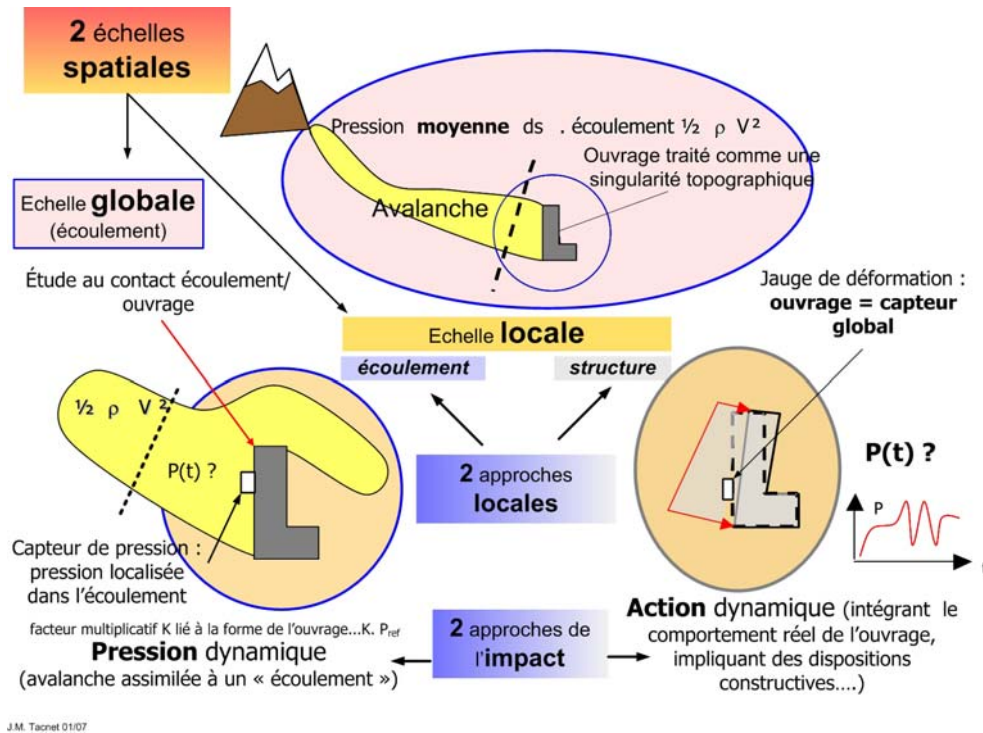 2 échelles
spatiales
Pression moyenne ds . écoulement ½ ρ V²
Ouvrage traité comme une
singularité topographique
Avalanche
Echelle globale
(écoulement)
Étude au contact écoulement/
ouvrage
Jauge de déformation :
ouvrage = capteur
global
Echelle locale
écoulement
structure
½ ρ V²
P(t) ?
2 approches
locales
P(t) ?
P
t
Capteur de pression :
pression localisée
dans l'écoulement
facteur multiplicatif K lié à la forme de l'ouvrage...K. Pref
Pression dynamique
(avalanche assimilée à un « écoulement »)
2 approches de
l'impact
Action dynamique (intégrant le
comportement réel de l'ouvrage,
impliquant des dispositions
constructives….)
J.M. Tacnet 01/07